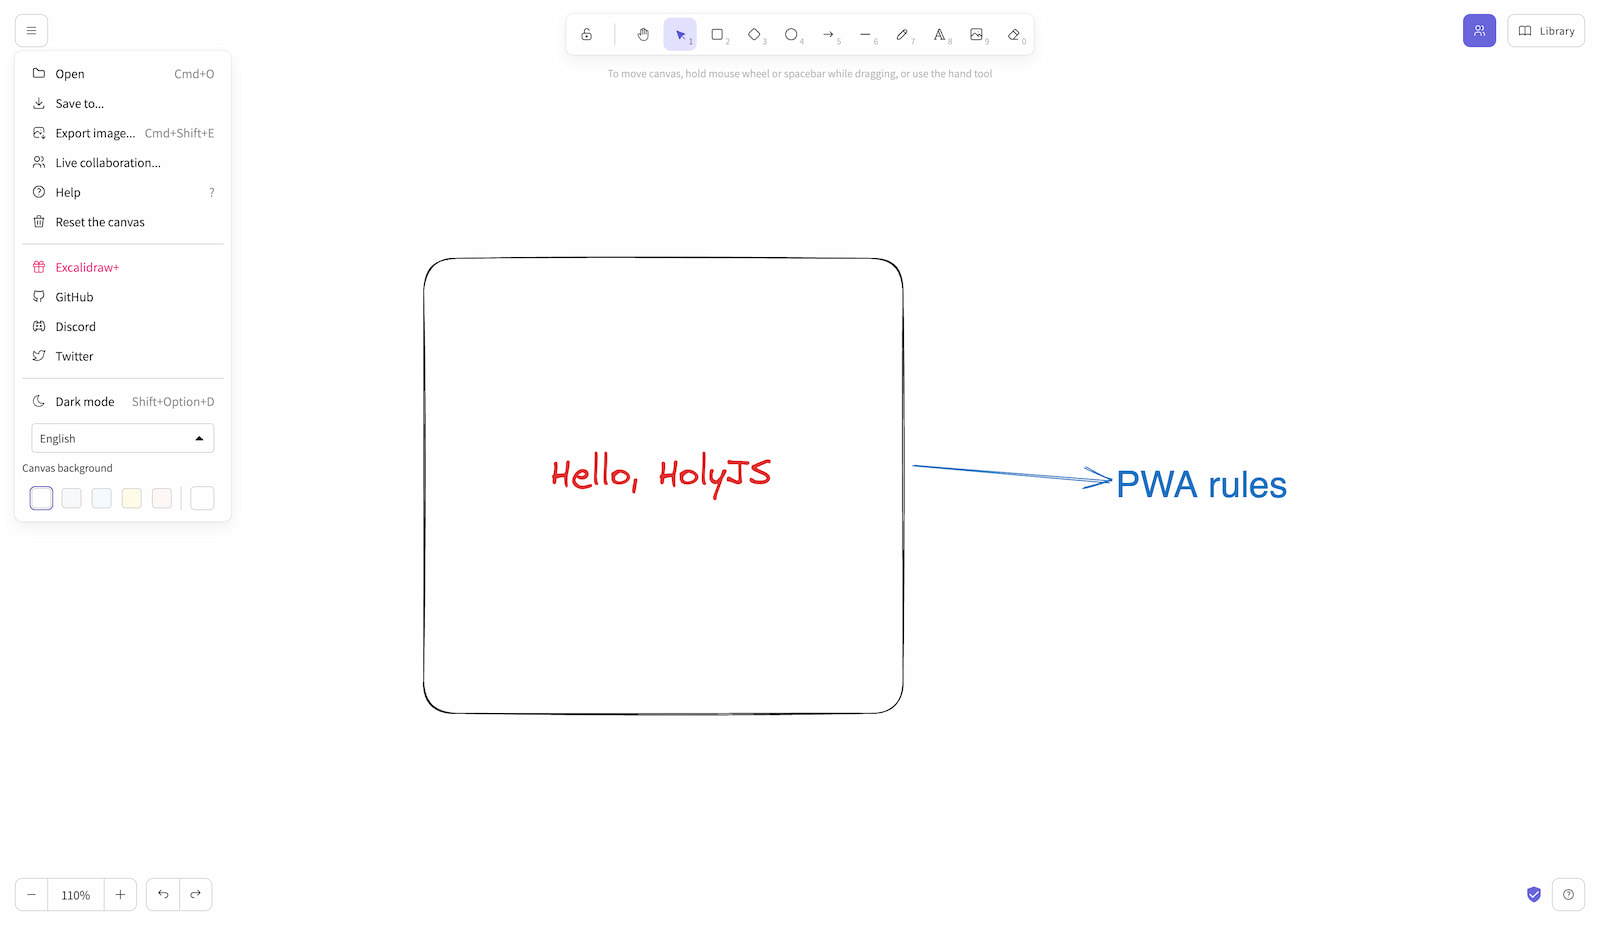 1
2
3
4
5
6
7
8
9
0
Library
To move canvas, hold mouse wheel or spacebar while dragging, or use the hand tool
Open Cmd+O
Save to...
Export image... Cmd+Shift+E
Live collaboration...
Help ?
Reset the canvas
Excalidraw+
GitHub
Discord
Twitter
Dark mode Shift+Option+D
English
Canvas background
Hello, HolyJS
PWA rules
110%